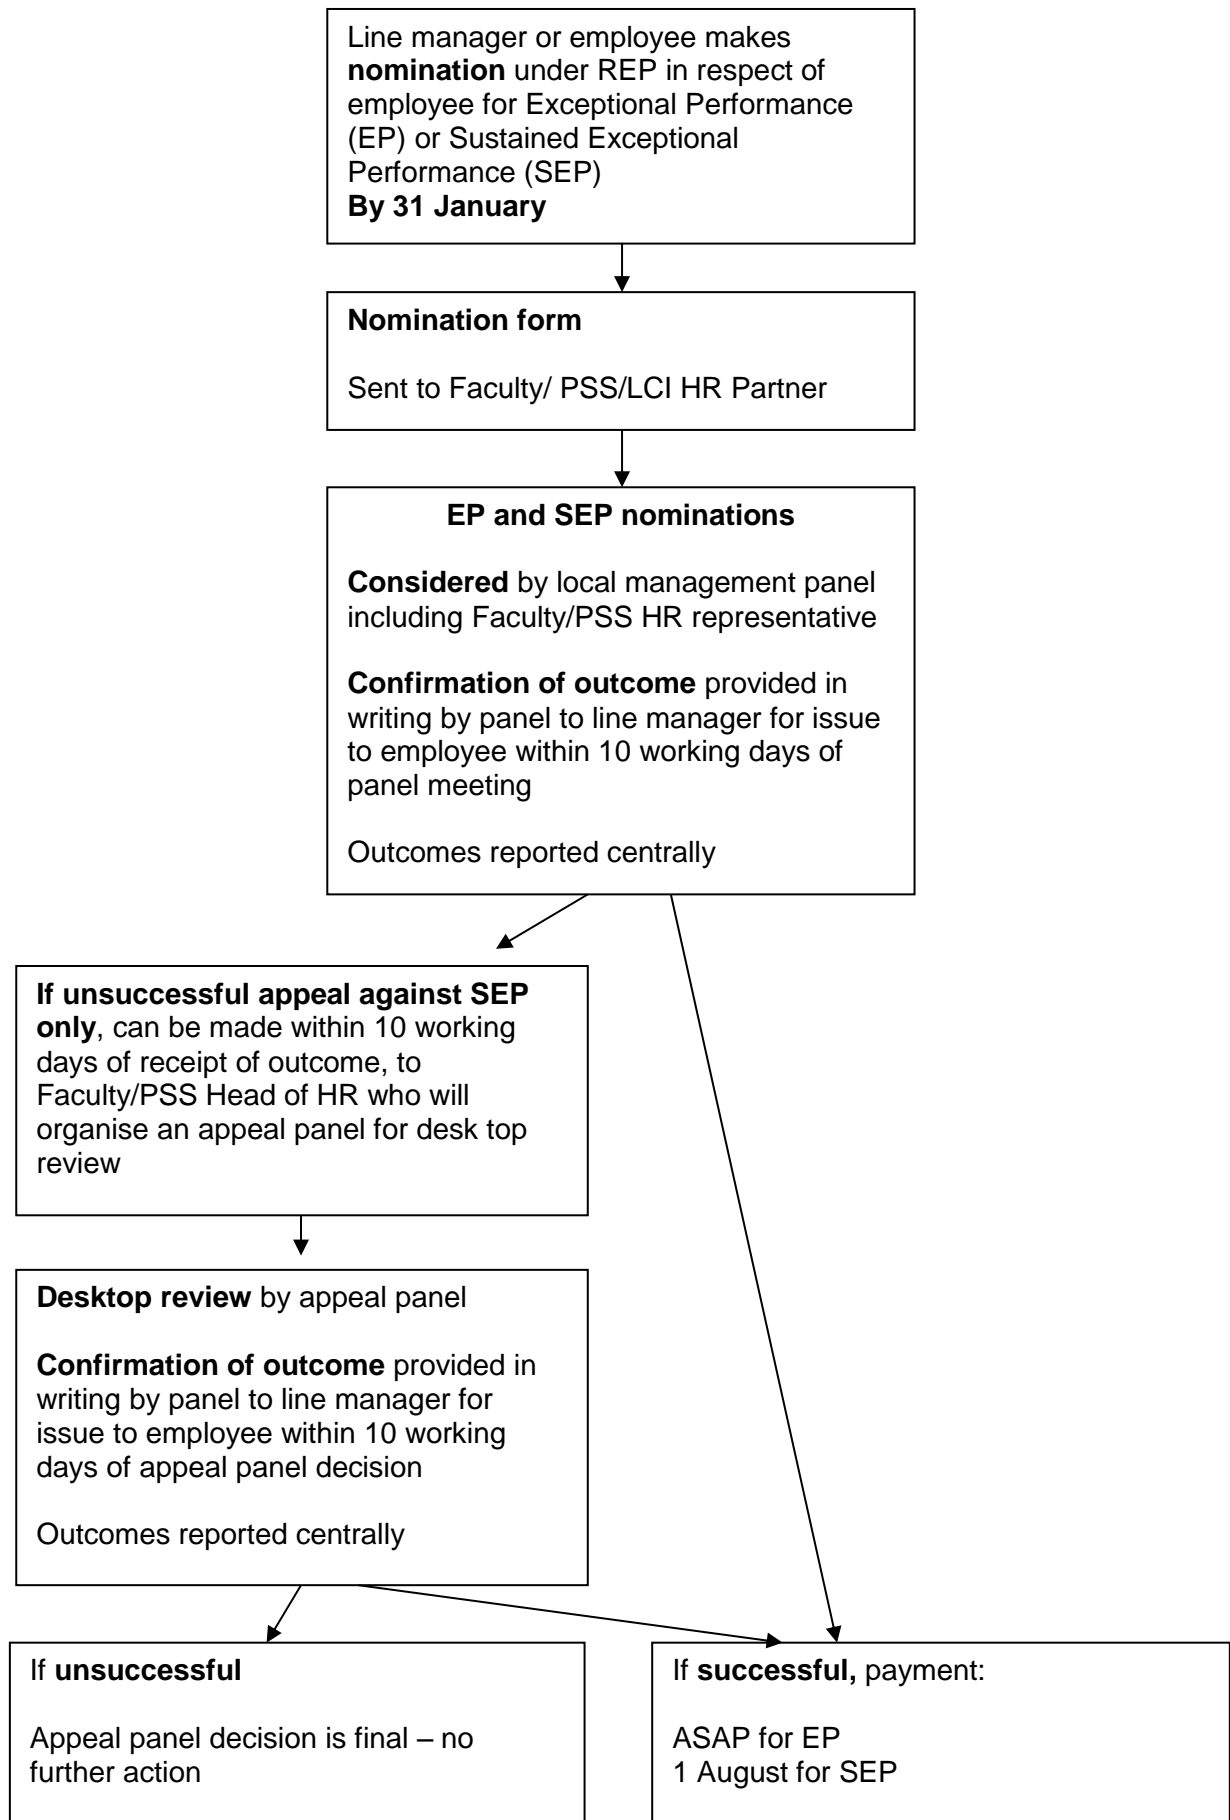 Line manager or employee makes
nomination under REP in respect of
employee for Exceptional Performance
(EP) or Sustained Exceptional
Performance (SEP)
By 31 January
Nomination form
Sent to Faculty/ PSS/LCI HR Partner
EP and SEP nominations
Considered by local management panel
including Faculty/PSS HR representative
Confirmation of outcome provided in
writing by panel to line manager for issue
to employee within 10 working days of
panel meeting
Outcomes reported centrally
If unsuccessful appeal against SEP
only, can be made within 10 working
days of receipt of outcome, to
Faculty/PSS Head of HR who will
organise an appeal panel for desk top
review
Desktop review by appeal panel
Confirmation of outcome provided in
writing by panel to line manager for
issue to employee within 10 working
days of appeal panel decision
Outcomes reported centrally
If unsuccessful
Appeal panel decision is final – no
further action
If successful, payment:
ASAP for EP
1 August for SEP